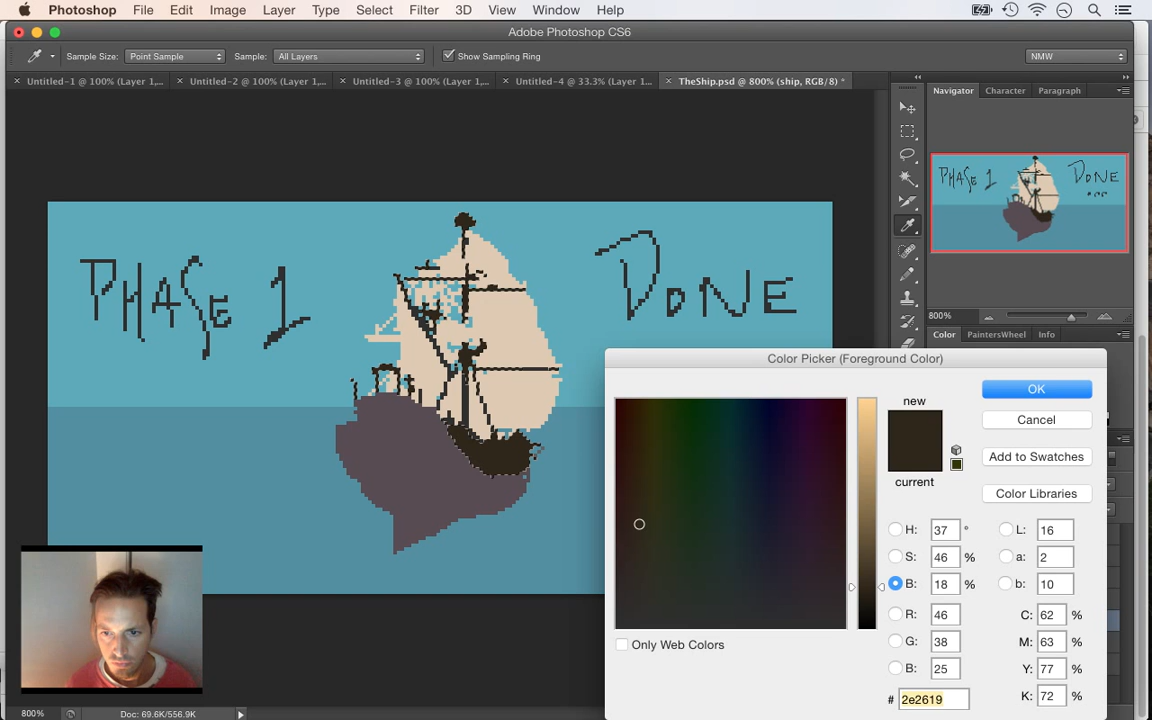 Photoshop File Edit Image Layer Type Select Filter 3D View Window Help
Adobe Photoshop CS6
Sample Size: Point Sample Sample: All Layers Show Sampling Ring NMW
Untitled-1 @ 100% (Layer 1,... Untitled-2 @ 100% (Layer 1,... Untitled-3 @ 100% (Layer 1,... Untitled-4 @ 33.3% (Layer 1... TheShip.psd @ 800% (ship, RGB/8) *
Navigator Character Paragraph
PHASE 1 DONE
PHASE 1 DONE ...
800%
Color PaintersWheel Info
Color Picker (Foreground Color)
new
current
OK
Cancel
Add to Swatches
Color Libraries
H: 37 ° L: 16
S: 46 % a: 2
B: 18 % b: 10
R: 46 C: 62 %
G: 38 M: 63 %
B: 25 Y: 77 %
# 2e2619 K: 72 %
Only Web Colors
800% Doc: 69.6K/556.9K